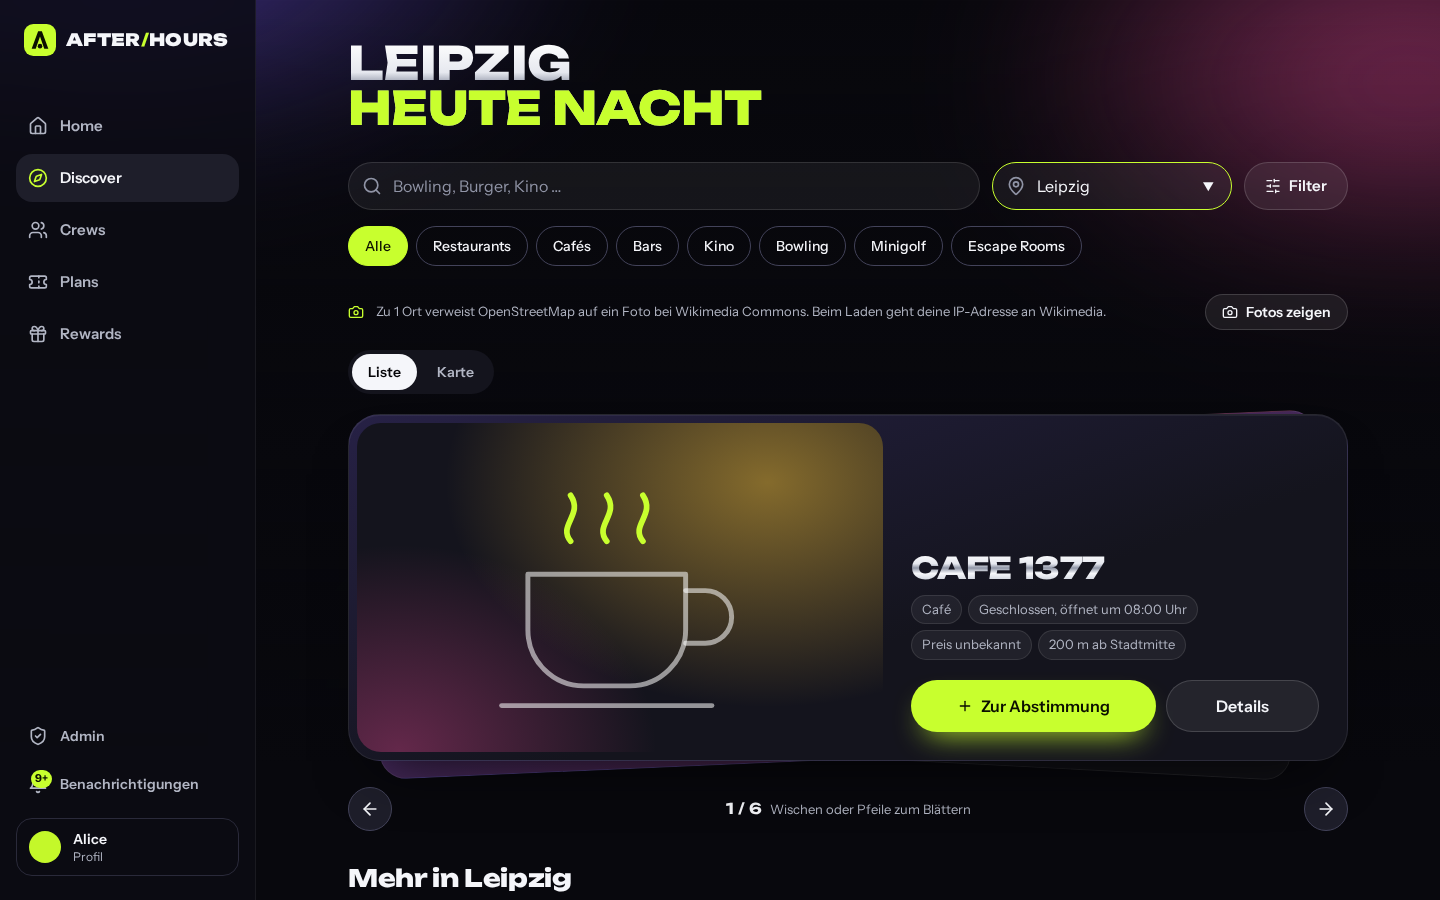 AFTER/HOURS
Home
Discover
Crews
Plans
Rewards
Admin
9+
Benachrichtigungen
Alice
Profil
LEIPZIG
HEUTE NACHT
Bowling, Burger, Kino ...
Leipzig
Filter
Alle
Restaurants
Cafés
Bars
Kino
Bowling
Minigolf
Escape Rooms
Zu 1 Ort verweist OpenStreetMap auf ein Foto bei Wikimedia Commons. Beim Laden geht deine IP-Adresse an Wikimedia.
Fotos zeigen
Liste
Karte
CAFE 1377
Café
Geschlossen, öffnet um 08:00 Uhr
Preis unbekannt
200 m ab Stadtmitte
+ Zur Abstimmung
Details
1 / 6 Wischen oder Pfeile zum Blättern
Mehr in Leipzig